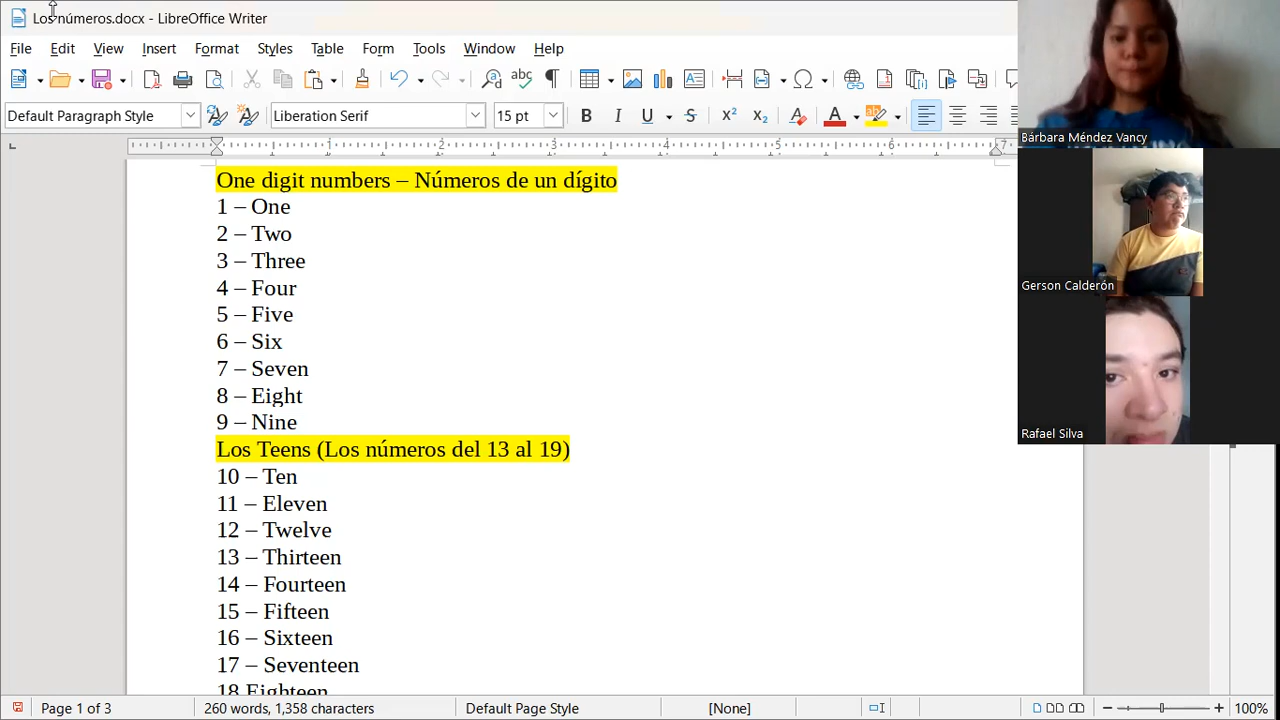 Los números.docx - LibreOffice Writer
File Edit View Insert Format Styles Table Form Tools Window Help
Default Paragraph Style Liberation Serif 15 pt
One digit numbers – Números de un dígito
1 – One
2 – Two
3 – Three
4 – Four
5 – Five
6 – Six
7 – Seven
8 – Eight
9 – Nine
Los Teens (Los números del 13 al 19)
10 – Ten
11 – Eleven
12 – Twelve
13 – Thirteen
14 – Fourteen
15 – Fifteen
16 – Sixteen
17 – Seventeen
18 Eighteen
Bárbara Méndez Vancy
Gerson Calderón
Rafael Silva
Page 1 of 3 260 words, 1,358 characters Default Page Style [None] 100%